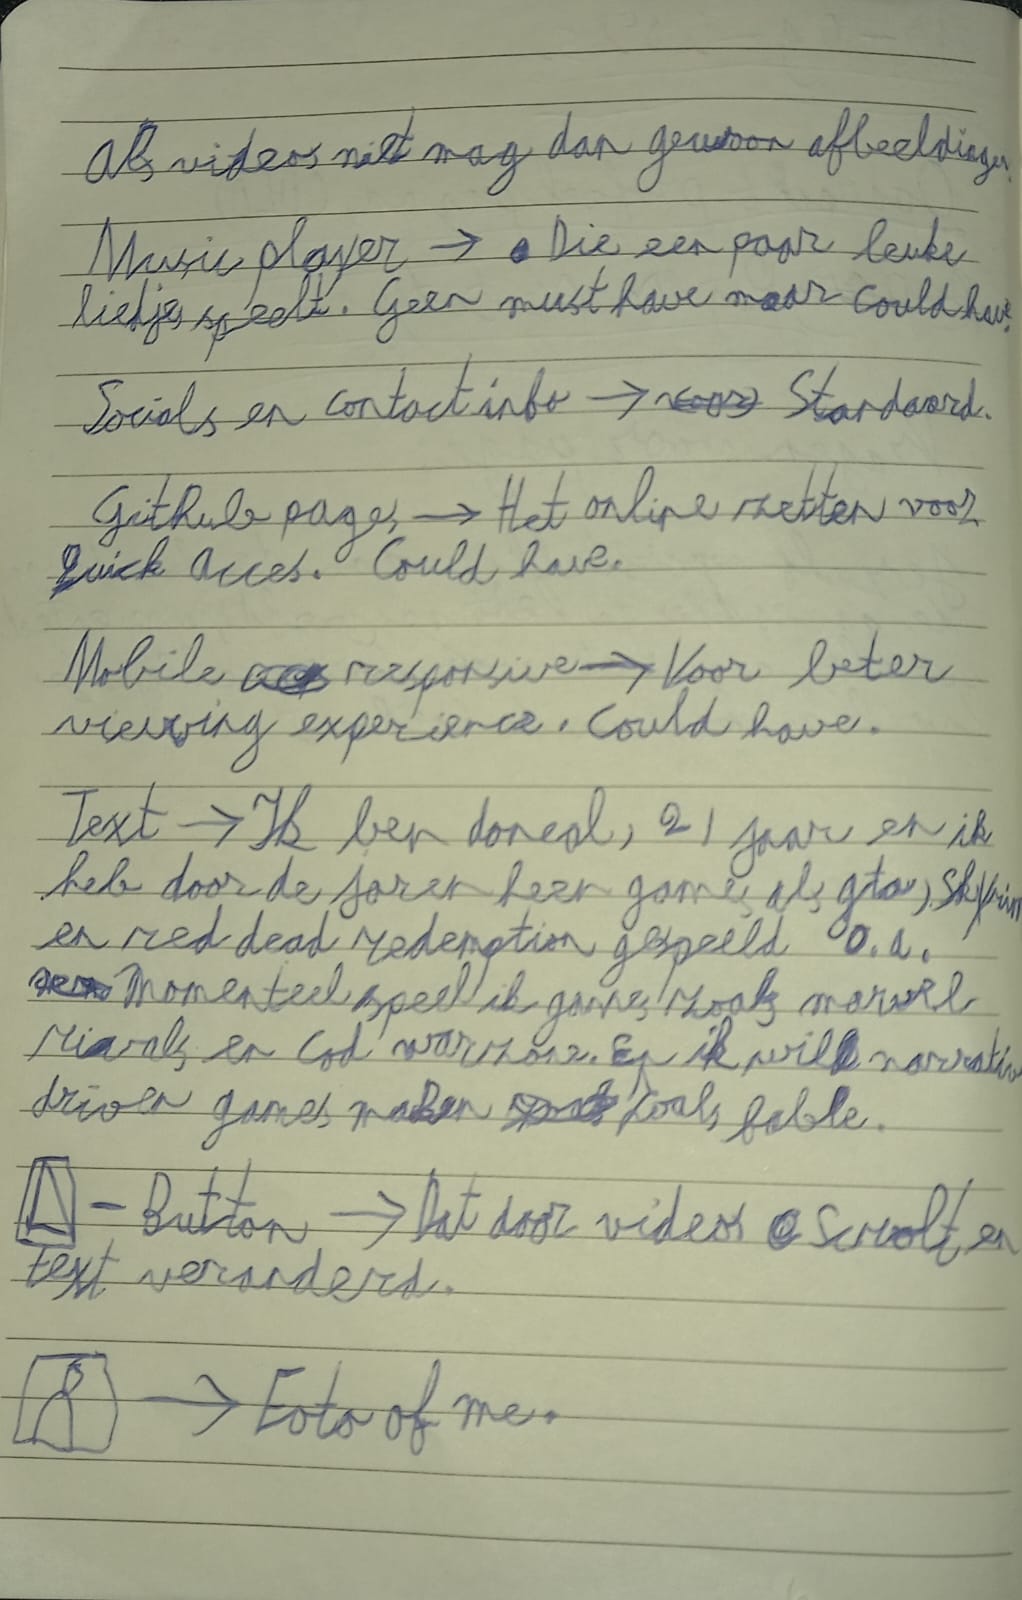 Als videos niet mag dan gewoon afbeeldingen.
Music player → Die een paar leuke
liedjes speelt. Geen must have maar Could have.
Socials en contact info → Standaard.
Github pages → Het online zetten voor
quick acces. Could have.
Mobile responsive → Voor beter
viewing experience. Could have.
Text → Ik ben doneal, 21 jaar en ik
heb door de jaren heen games als gta, Skyrim
en red dead redemption gespeeld o.a.
Momenteel speel ik games zoals marvel
rivals en Cod warzone. En ik will narrative
driven games maken zoals fable.
- Button → Dat door videos scrolt en
text veranderd.
→ Foto of me.